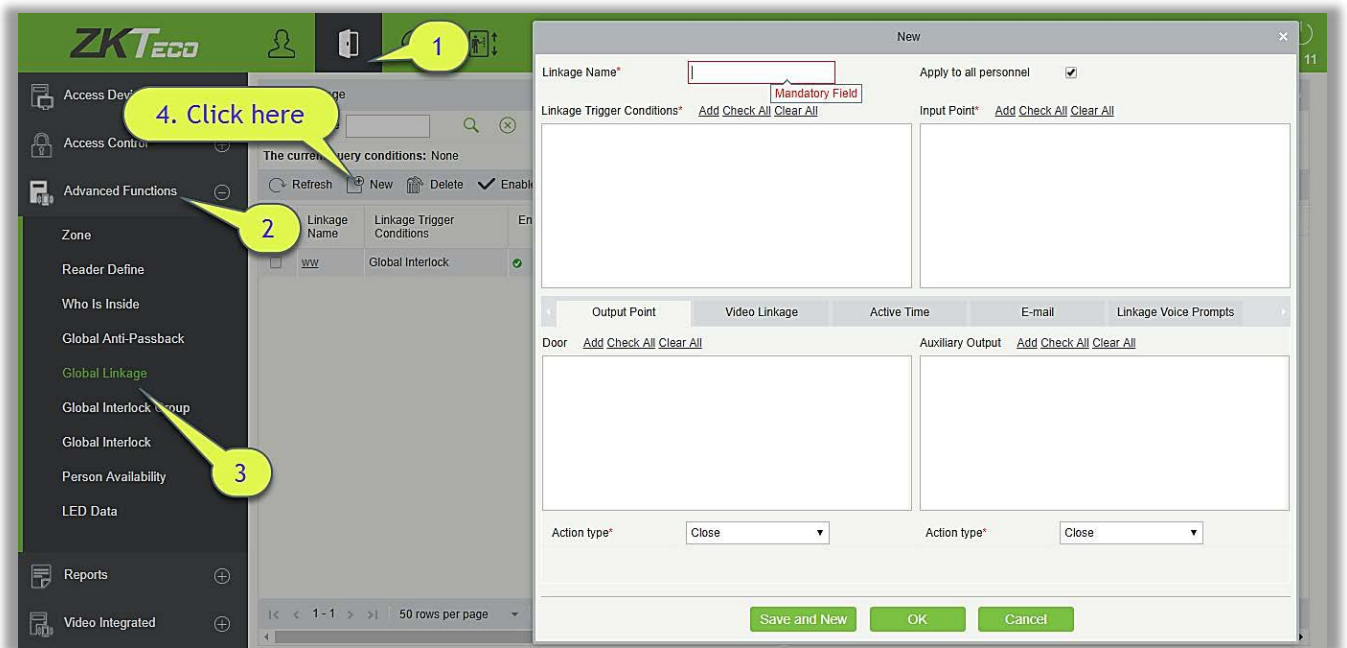 ZKTECO
1
11
Access Devi
Access Control
Advanced Functions
Zone
Reader Define
Who Is Inside
Global Anti-Passback
Global Linkage
Global Interlock Group
Global Interlock
Person Availability
LED Data
Reports
Video Integrated
4. Click here
2
3
The current query conditions: None
Refresh New Delete Enable
Linkage Name Linkage Trigger Conditions En
ww Global Interlock
1-1 50 rows per page
New
Linkage Name* Apply to all personnel
Mandatory Field
Linkage Trigger Conditions* Add Check All Clear All Input Point* Add Check All Clear All
Output Point Video Linkage Active Time E-mail Linkage Voice Prompts
Door Add Check All Clear All Auxiliary Output Add Check All Clear All
Action type* Close Action type* Close
Save and New OK Cancel